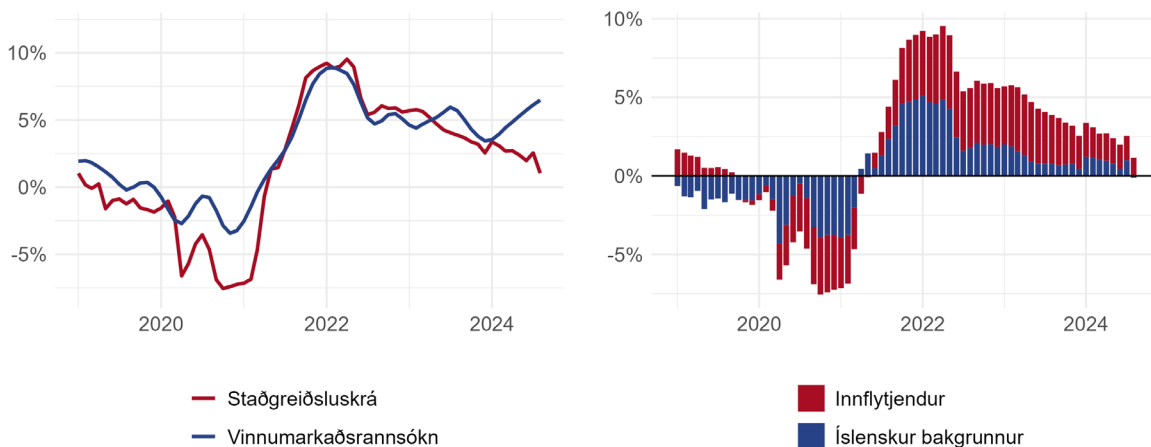 10%
5%
0%
-5%
2020 2022 2024
Staðgreiðsluskrá
Vinnumarkaðsrannsókn
10%
5%
0%
-5%
2020 2022 2024
Innflytjendur
Íslenskur bakgrunnur